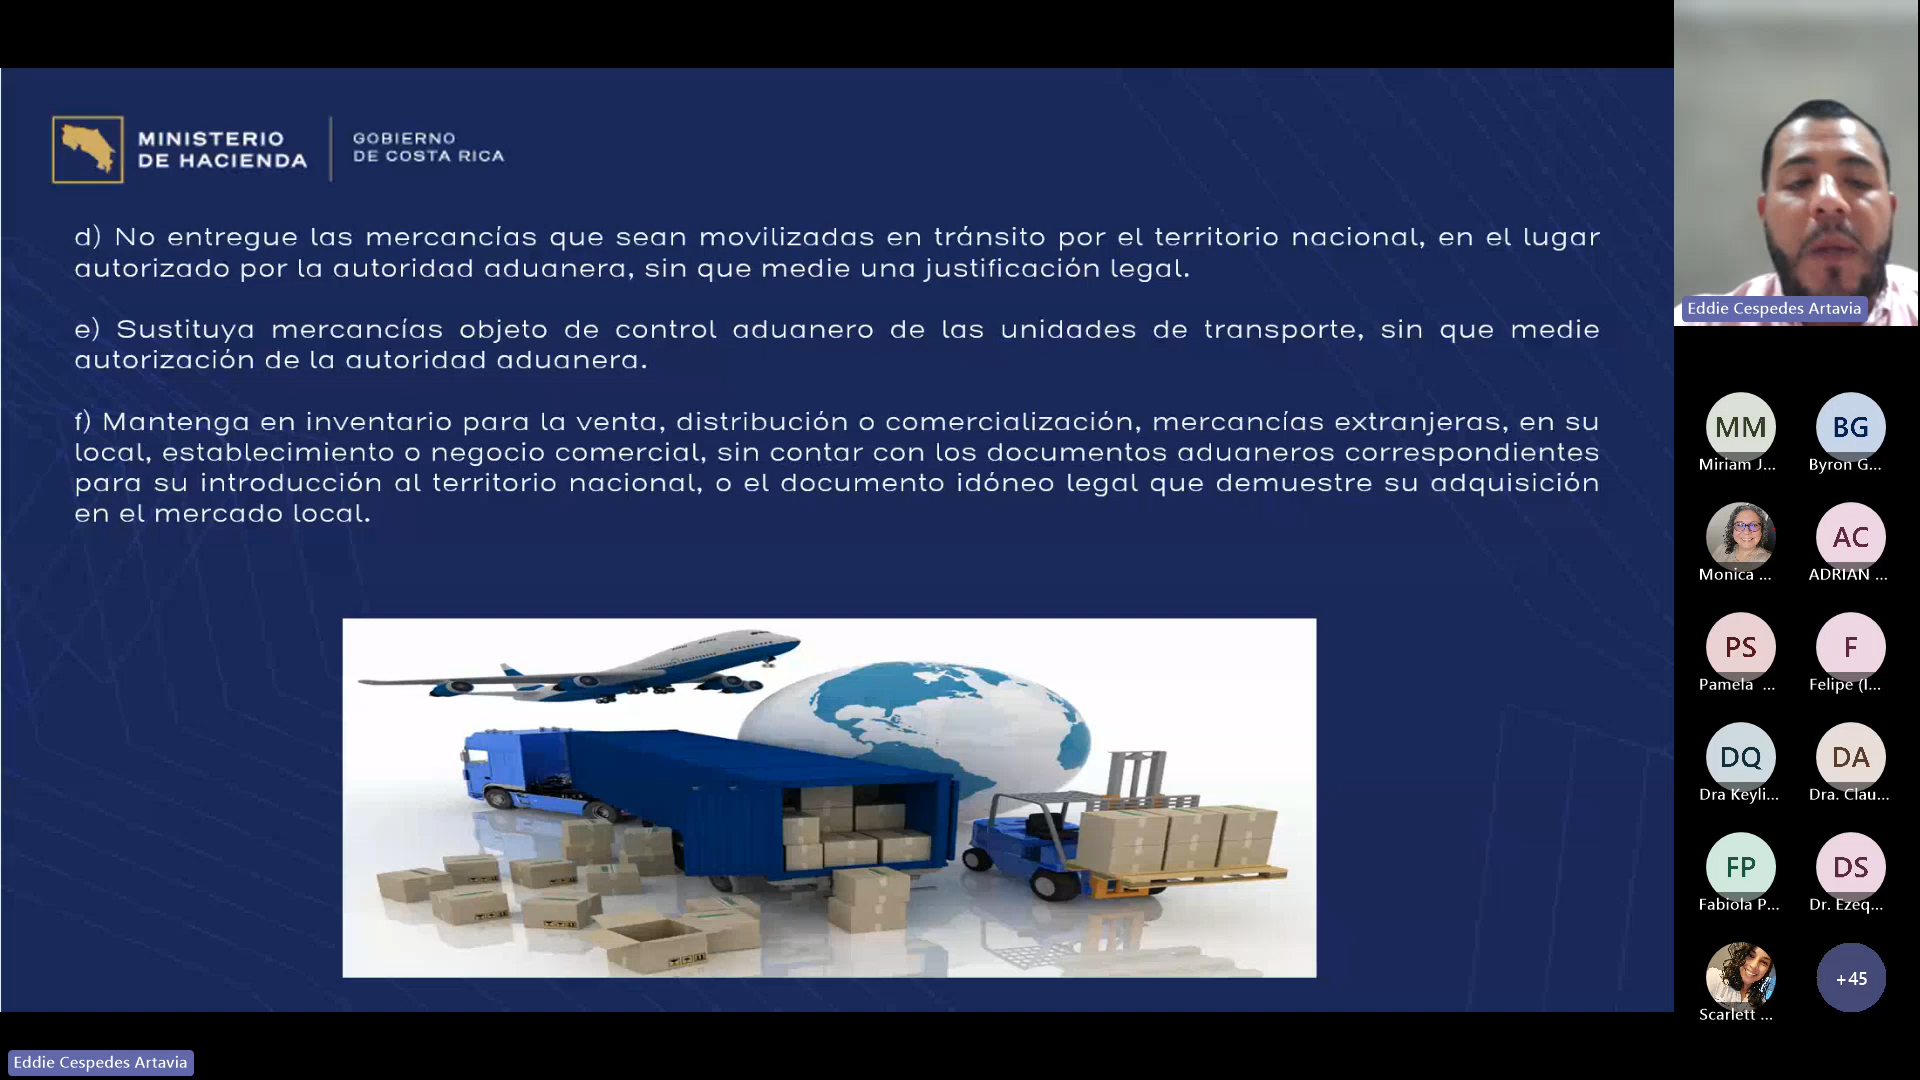 MINISTERIO
DE HACIENDA
GOBIERNO
DE COSTA RICA
d) No entregue las mercancías que sean movilizadas en tránsito por el territorio nacional, en el lugar
autorizado por la autoridad aduanera, sin que medie una justificación legal.
e) Sustituya mercancías objeto de control aduanero de las unidades de transporte, sin que medie
autorización de la autoridad aduanera.
f) Mantenga en inventario para la venta, distribución o comercialización, mercancías extranjeras, en su
local, establecimiento o negocio comercial, sin contar con los documentos aduaneros correspondientes
para su introducción al territorio nacional, o el documento idóneo legal que demuestre su adquisición
en el mercado local.
Eddie Cespedes Artavia
MM
Miriam J...
BG
Byron G...
Monica ...
AC
ADRIAN ...
PS
Pamela ...
F
Felipe (I...
DQ
Dra Keyli...
DA
Dra. Clau...
FP
Fabiola P...
DS
Dr. Ezeq...
Scarlett ...
+45
Eddie Cespedes Artavia